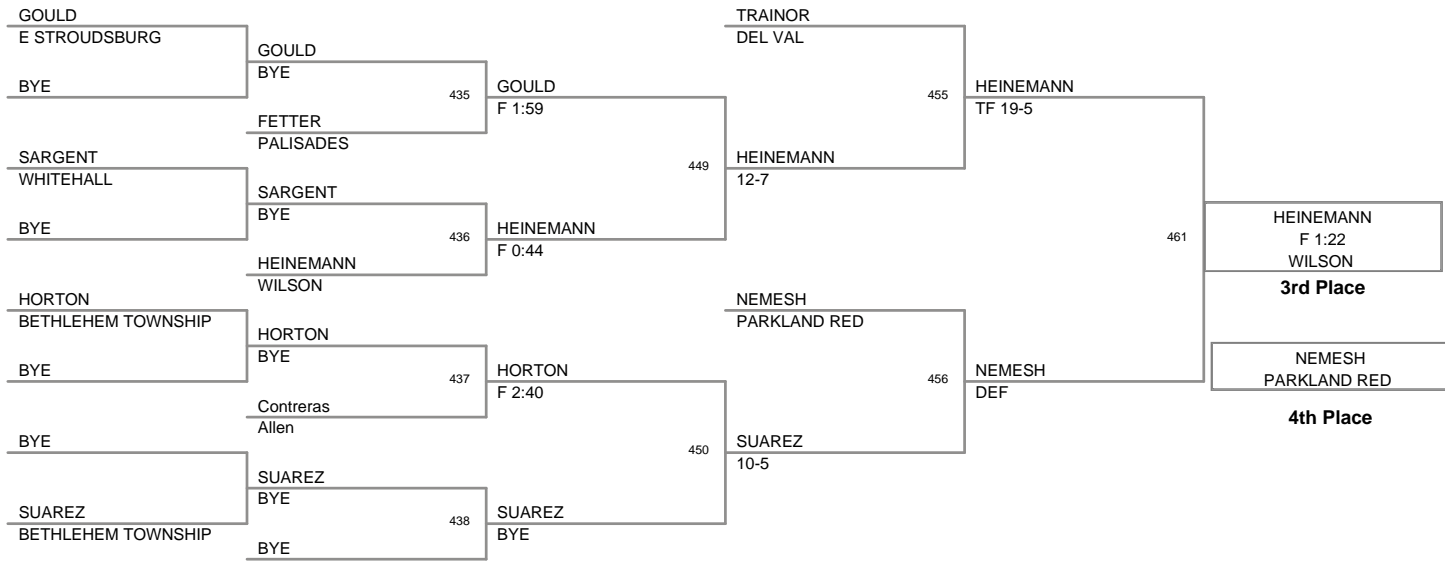 GOULD
E STROUDSBURG
BYE
SARGENT
WHITEHALL
BYE
HORTON
BETHLEHEM TOWNSHIP
BYE
BYE
SUAREZ
BETHLEHEM TOWNSHIP
GOULD
BYE
435
FETTER
PALISADES
SARGENT
BYE
436
HEINEMANN
WILSON
HORTON
BYE
437
Contreras
Allen
SUAREZ
BYE
438
BYE
GOULD
F 1:59
449
HEINEMANN
F 0:44
HORTON
F 2:40
450
SUAREZ
BYE
TRAINOR
DEL VAL
455
HEINEMANN
12-7
NEMESH
PARKLAND RED
456
SUAREZ
10-5
HEINEMANN
TF 19-5
461
NEMESH
DEF
HEINEMANN
F 1:22
WILSON
3rd Place
NEMESH
PARKLAND RED
4th Place